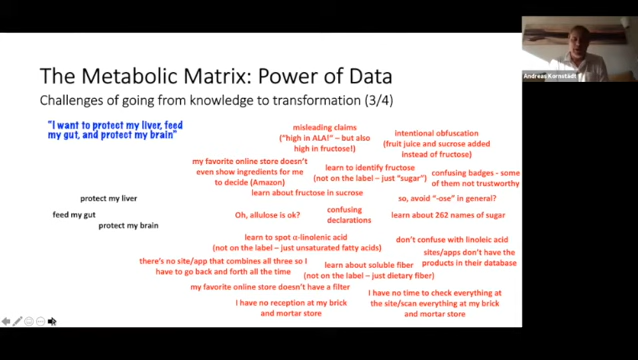 The Metabolic Matrix: Power of Data
Challenges of going from knowledge to transformation (3/4)
Andreas Kornstädt
"I want to protect my liver, feed
my gut, and protect my brain"
misleading claims
("high in ALA!" – but also
high in fructose!)
intentional obfuscation
(fruit juice and sucrose added
instead of fructose)
my favorite online store doesn't
even show ingredients for me
to decide (Amazon)
learn to identify fructose
(not on the label – just "sugar")
confusing badges - some
of them not trustworthy
learn about fructose in sucrose
so, avoid "-ose" in general?
protect my liver
feed my gut
protect my brain
Oh, allulose is ok?
confusing
declarations
learn about 262 names of sugar
learn to spot α-linolenic acid
(not on the label – just unsaturated fatty acids)
don't confuse with linoleic acid
there's no site/app that combines all three so I
have to go back and forth all the time
learn about soluble fiber
(not on the label – just dietary fiber)
sites/apps don't have the
products in their database
my favorite online store doesn't have a filter
I have no reception at my brick
and mortar store
I have no time to check everything at
the site/scan everything at my brick
and mortar store